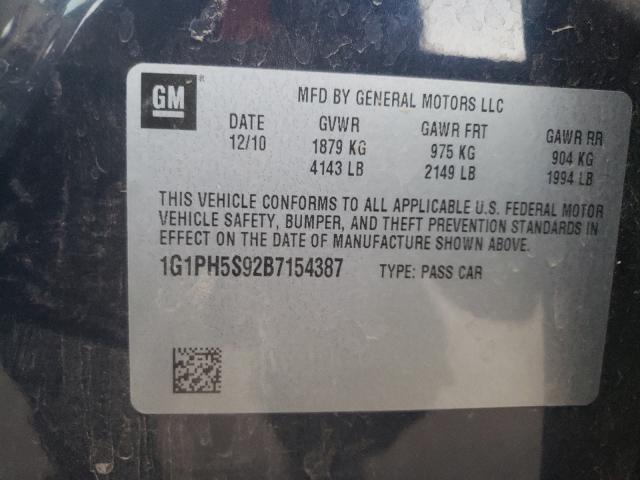 GM ®
MFD BY GENERAL MOTORS LLC
DATE GVWR GAWR FRT GAWR RR
12/10 1879 KG 975 KG 904 KG
4143 LB 2149 LB 1994 LB
THIS VEHICLE CONFORMS TO ALL APPLICABLE U.S. FEDERAL MOTOR
VEHICLE SAFETY, BUMPER, AND THEFT PREVENTION STANDARDS IN
EFFECT ON THE DATE OF MANUFACTURE SHOWN ABOVE.
1G1PH5S92B7154387 TYPE: PASS CAR